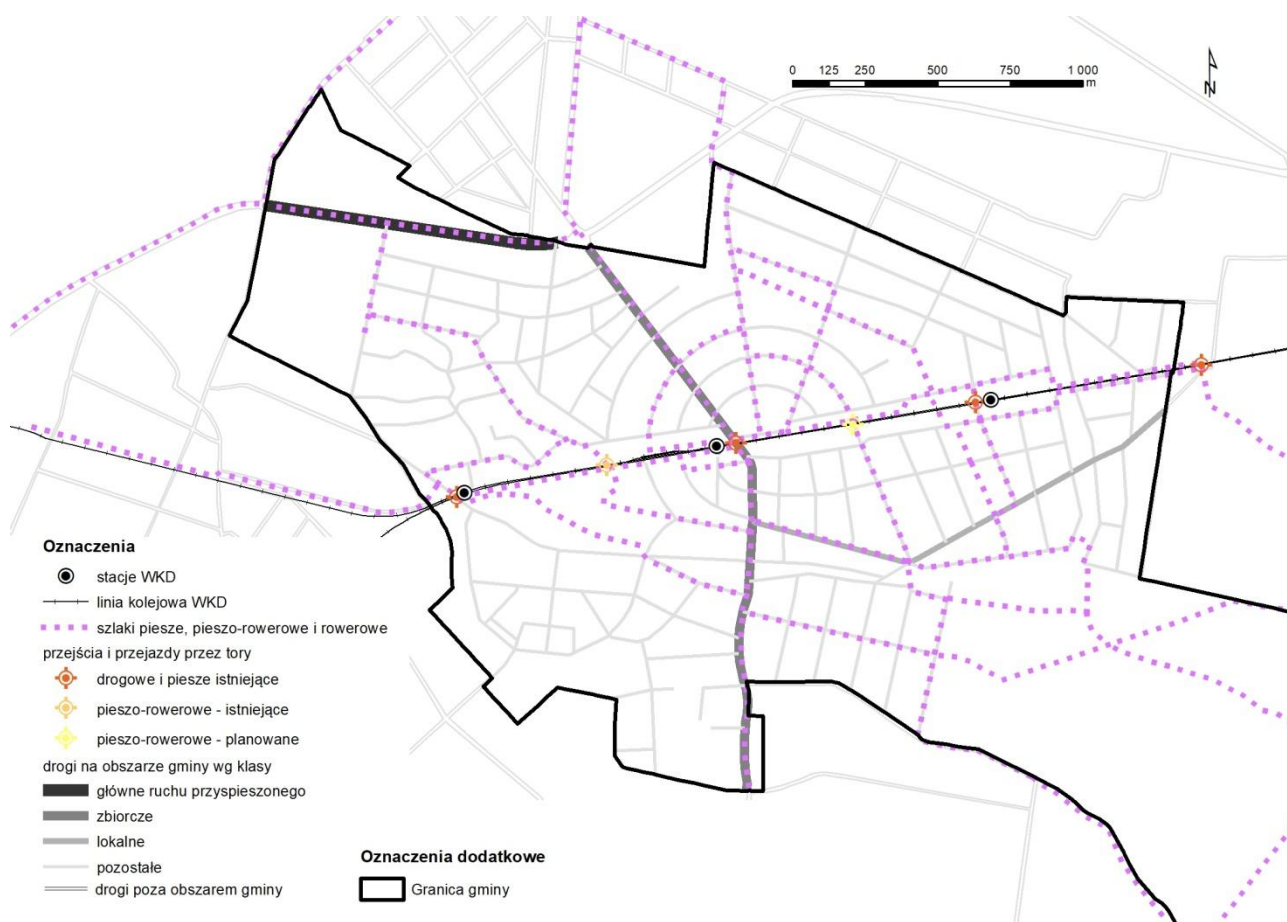 0 125 250 500 750 1 000
m
N
Oznaczenia
stacje WKD
linia kolejowa WKD
szlaki piesze, pieszo-rowerowe i rowerowe
przejścia i przejazdy przez tory
drogowe i piesze istniejące
pieszo-rowerowe - istniejące
pieszo-rowerowe - planowane
drogi na obszarze gminy wg klasy
główne ruchu przyspieszonego
zbiorcze
lokalne
pozostałe
drogi poza obszarem gminy
Oznaczenia dodatkowe
Granica gminy